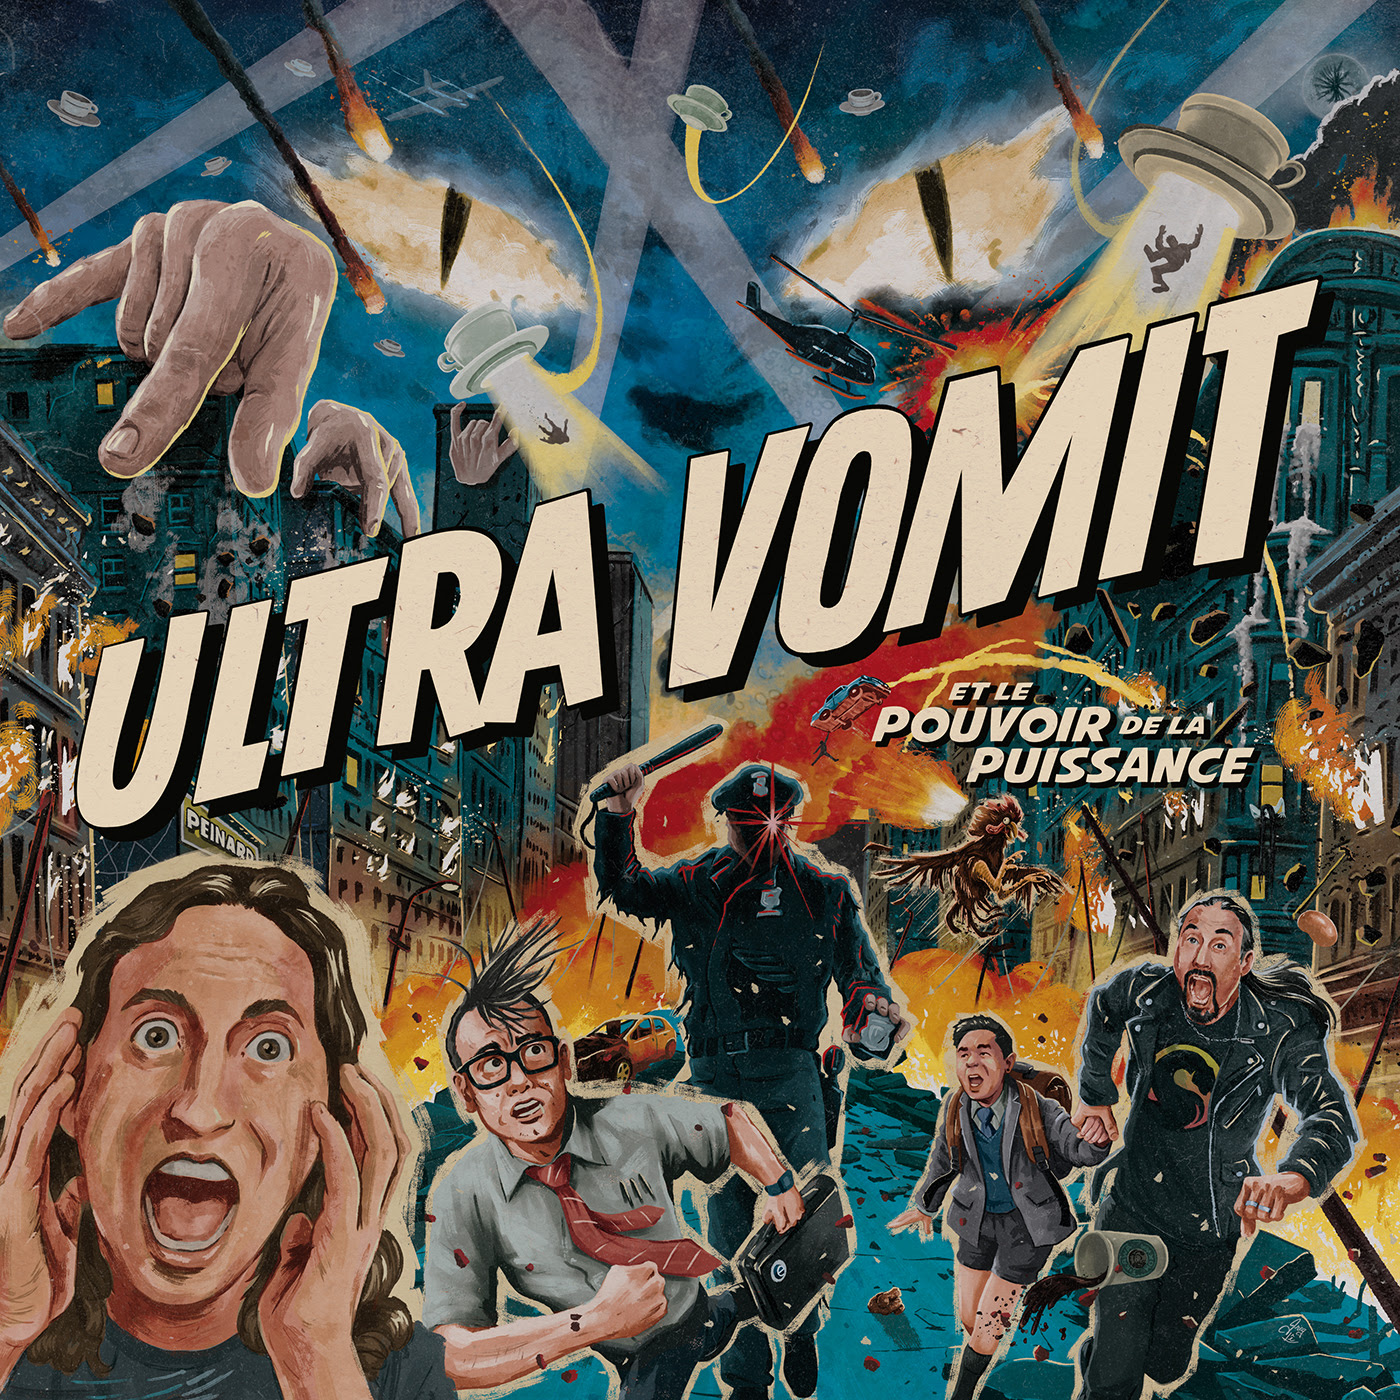 ULTRA VOMIT
ET LE
POUVOIR DE LA
PUISSANCE
PEINARD